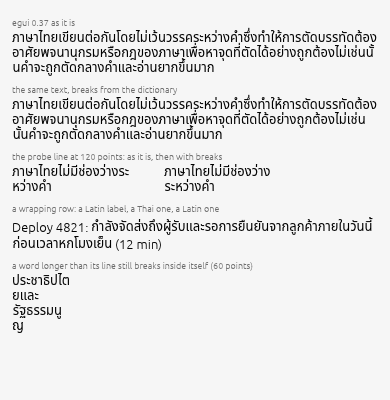 egui 0.37 as it is
ภาษาไทยเขียนต่อกันโดยไม่เว้นวรรคระหว่างคำซึ่งทำให้การตัดบรรทัดต้อง
อาศัยพจนานุกรมหรือกฎของภาษาเพื่อหาจุดที่ตัดได้อย่างถูกต้องไม่เช่นนั้
นคำจะถูกตัดกลางคำและอ่านยากขึ้นมาก
the same text, breaks from the dictionary
ภาษาไทยเขียนต่อกันโดยไม่เว้นวรรคระหว่างคำซึ่งทำให้การตัดบรรทัดต้อง
อาศัยพจนานุกรมหรือกฎของภาษาเพื่อหาจุดที่ตัดได้อย่างถูกต้องไม่เช่น
นั้นคำจะถูกตัดกลางคำและอ่านยากขึ้นมาก
the probe line at 120 points: as it is, then with breaks
ภาษาไทยไม่มีช่องว่างระ
หว่างคำ
ภาษาไทยไม่มีช่องว่าง
ระหว่างคำ
a wrapping row: a Latin label, a Thai one, a Latin one
Deploy 4821: กำลังจัดส่งถึงผู้รับและรอการยืนยันจากลูกค้าภายในวันนี้
ก่อนเวลาหกโมงเย็น (12 min)
a word longer than its line still breaks inside itself (60 points)
ประชาธิปไต
ยและ
รัฐธรรมนู
ญ